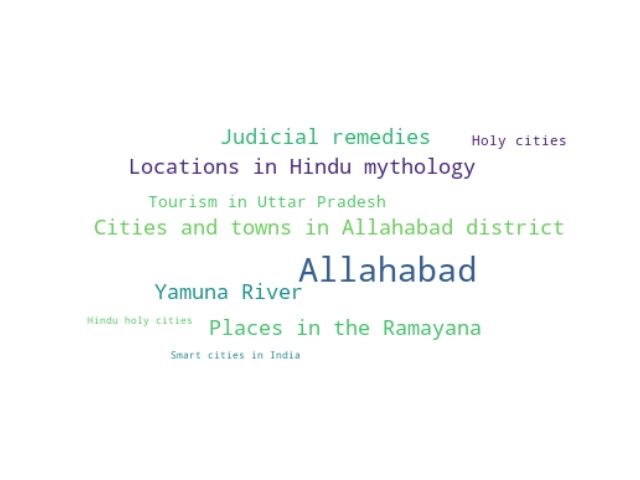 Judicial remedies
Holy cities
Locations in Hindu mythology
Tourism in Uttar Pradesh
Cities and towns in Allahabad district
Allahabad
Yamuna River
Hindu holy cities
Places in the Ramayana
Smart cities in India